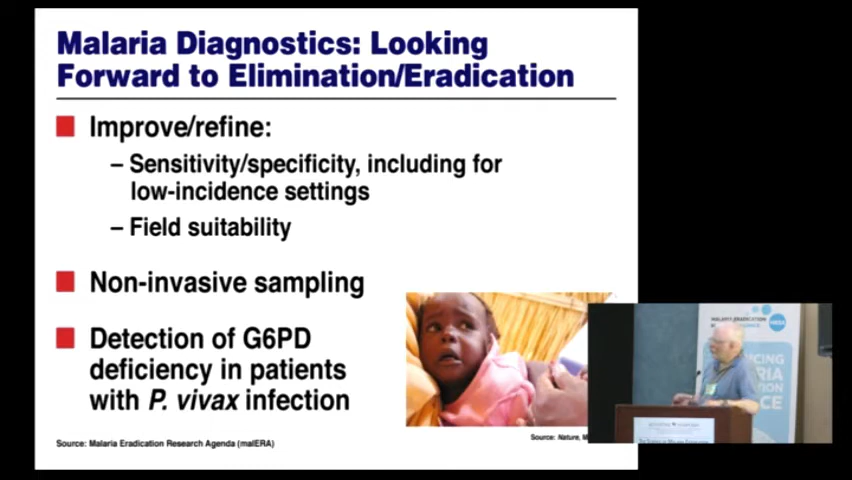 Malaria Diagnostics: Looking
Forward to Elimination/Eradication
Improve/refine:
– Sensitivity/specificity, including for
low-incidence settings
– Field suitability
Non-invasive sampling
Detection of G6PD
deficiency in patients
with P. vivax infection
Source: Malaria Eradication Research Agenda (malERA)
Source: Nature, M
MALARIA ERADICATION